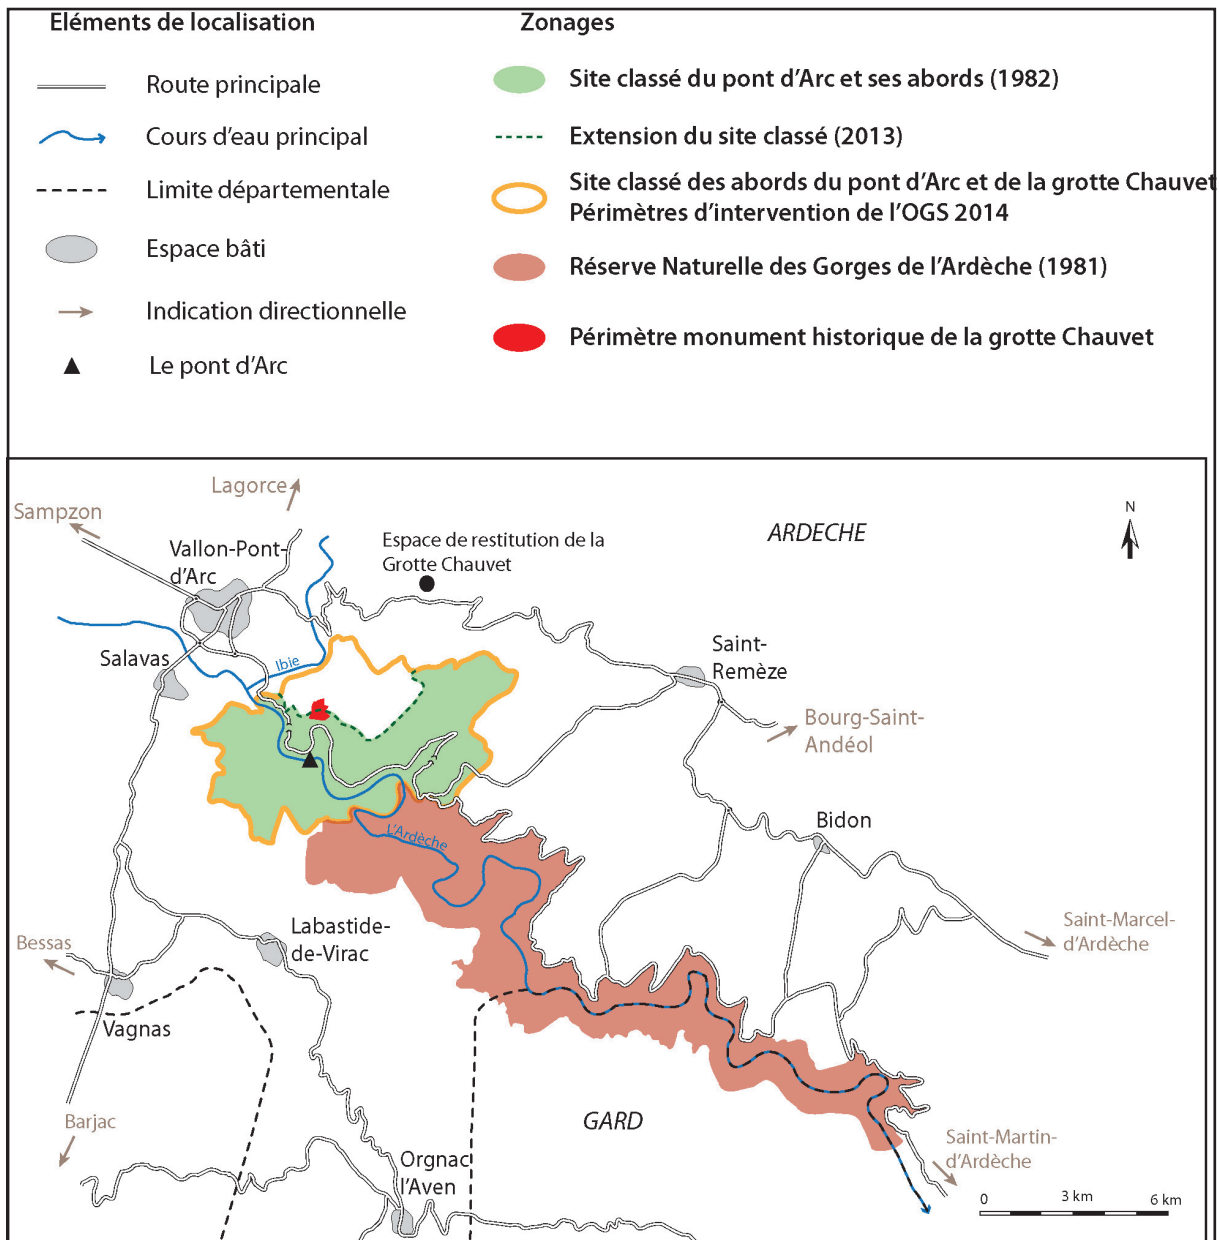 Eléments de localisation
Route principale
Cours d'eau principal
Limite départementale
Espace bâti
Indication directionnelle
Le pont d'Arc
Zonages
Site classé du pont d'Arc et ses abords (1982)
Extension du site classé (2013)
Site classé des abords du pont d'Arc et de la grotte Chauvet
Périmètres d'intervention de l'OGS 2014
Réserve Naturelle des Gorges de l'Ardèche (1981)
Périmètre monument historique de la grotte Chauvet
Lagorce
Sampzon
N
ARDECHE
Vallon-Pont-
d'Arc
Espace de restitution de la
Grotte Chauvet
Salavas
Ibie
Saint-
Remèze
Bourg-Saint-
Andéol
L'Ardèche
Bidon
Labastide-
de-Virac
Saint-Marcel-
d'Ardèche
Bessas
Vagnas
Barjac
GARD
Saint-Martin-
d'Ardèche
Orgnac
l'Aven
0
3 km
6 km